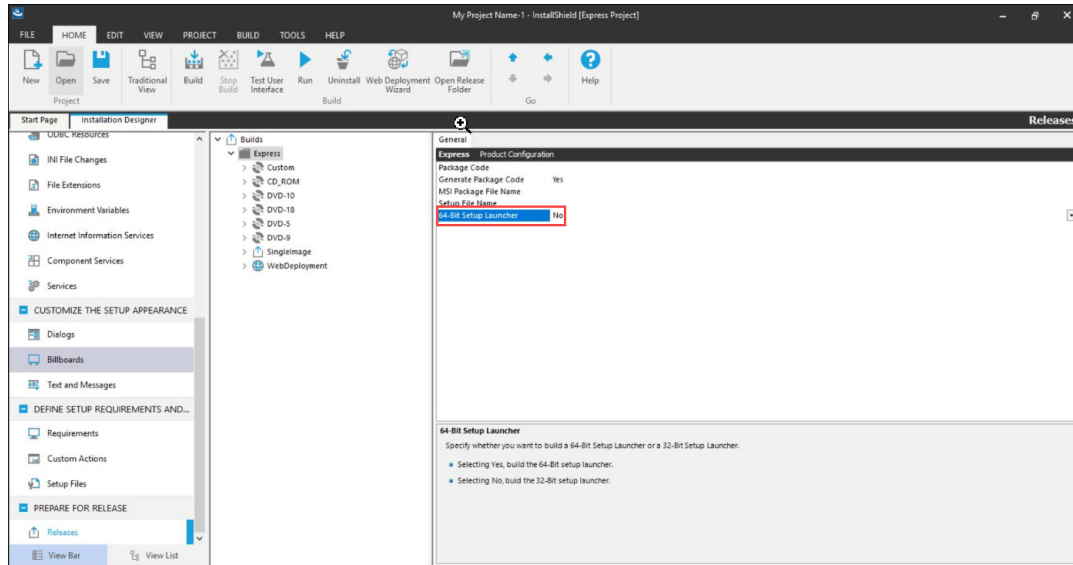 My Project Name-1 - InstallShield [Express Project]
FILE HOME EDIT VIEW PROJECT BUILD TOOLS HELP
New Open Save Traditional View Build Stop Build Test User Interface Run Uninstall Web Deployment Wizard Open Release Folder Help
Project Build Go
Start Page Installation Designer Releases
ODBC Resources
INI File Changes
File Extensions
Environment Variables
Internet Information Services
Component Services
Services
CUSTOMIZE THE SETUP APPEARANCE
Dialogs
Billboards
Text and Messages
DEFINE SETUP REQUIREMENTS AND...
Requirements
Custom Actions
Setup Files
PREPARE FOR RELEASE
Releases
View Bar View List
Builds
Express
Custom
CD_ROM
DVD-10
DVD-18
DVD-5
DVD-9
SingleImage
WebDeployment
General
Express Product Configuration
Package Code
Generate Package Code Yes
MSI Package File Name
Setup File Name
64-Bit Setup Launcher No
64-Bit Setup Launcher
Specify whether you want to build a 64-Bit Setup Launcher or a 32-Bit Setup Launcher.
Selecting Yes, build the 64-Bit setup launcher.
Selecting No, buid the 32-Bit setup launcher.